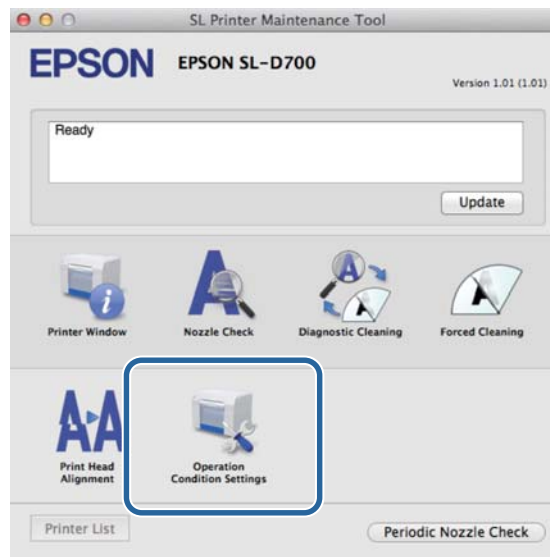 SL Printer Maintenance Tool
EPSON
EPSON SL-D700
Version 1.01 (1.01)
Ready
Update
Printer Window
Nozzle Check
Diagnostic Cleaning
Forced Cleaning
Print Head
Alignment
Operation
Condition Settings
Printer List
Periodic Nozzle Check